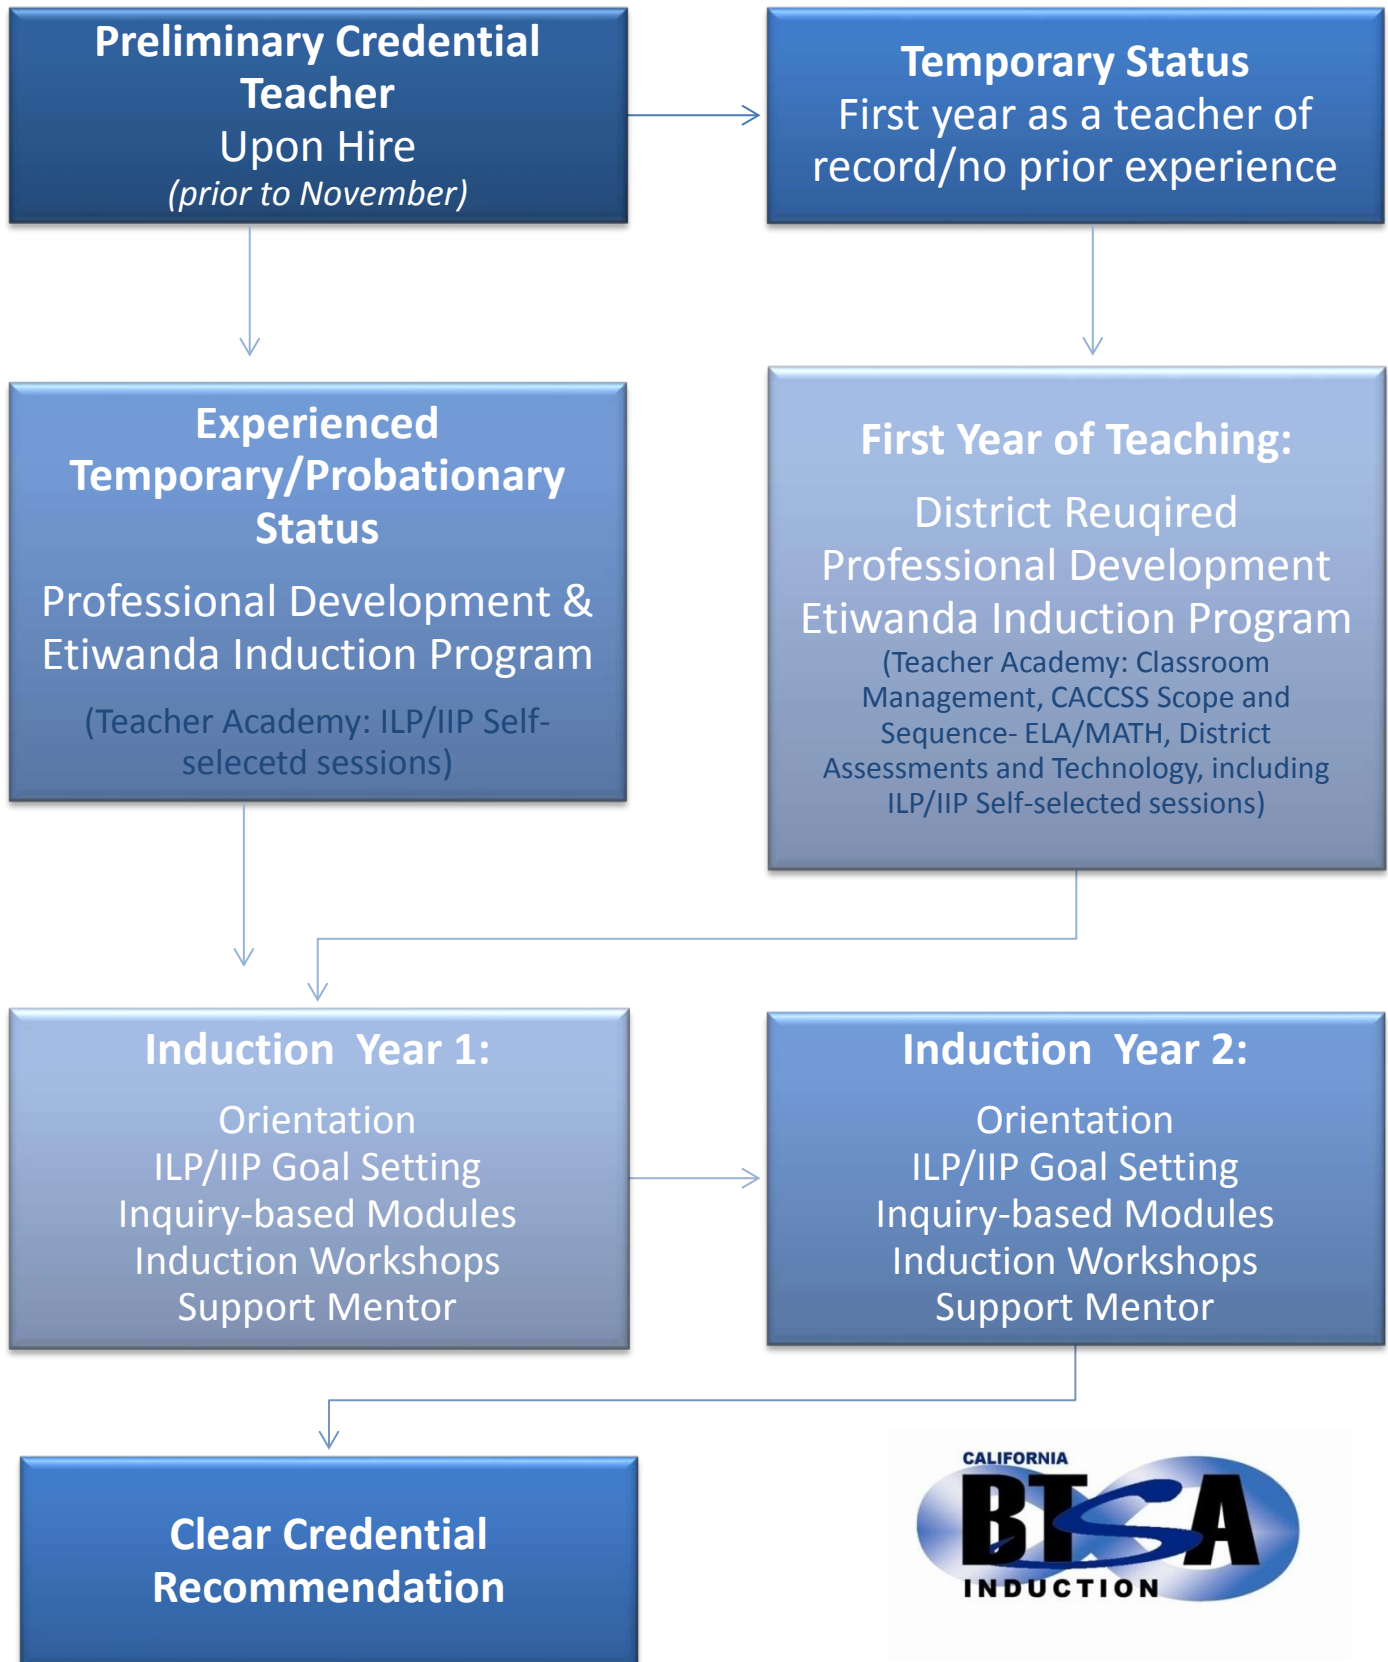 Preliminary Credential
Teacher
Upon Hire
(prior to November)
Temporary Status
First year as a teacher of
record/no prior experience
Experienced
Temporary/Probationary
Status
Professional Development &
Etiwanda Induction Program
(Teacher Academy: ILP/IIP Self-
selecetd sessions)
First Year of Teaching:
District Reuqired
Professional Development
Etiwanda Induction Program
(Teacher Academy: Classroom
Management, CACCSS Scope and
Sequence- ELA/MATH, District
Assessments and Technology, including
ILP/IIP Self-selected sessions)
Induction Year 1:
Orientation
ILP/IIP Goal Setting
Inquiry-based Modules
Induction Workshops
Support Mentor
Induction Year 2:
Orientation
ILP/IIP Goal Setting
Inquiry-based Modules
Induction Workshops
Support Mentor
Clear Credential
Recommendation
CALIFORNIA
BTSA
INDUCTION